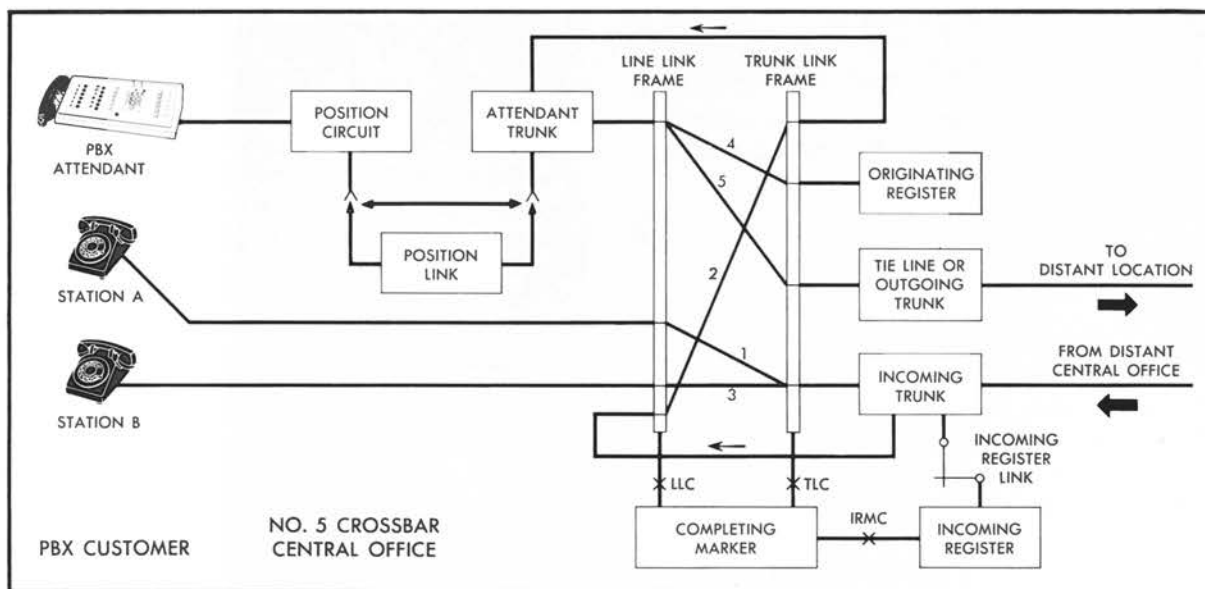 LINE LINK
FRAME
TRUNK LINK
FRAME
PBX
ATTENDANT
POSITION
CIRCUIT
ATTENDANT
TRUNK
4
5
ORIGINATING
REGISTER
POSITION
LINK
2
TIE LINE OR
OUTGOING
TRUNK
TO
DISTANT LOCATION
STATION A
1
3
INCOMING
TRUNK
FROM DISTANT
CENTRAL OFFICE
STATION B
INCOMING
REGISTER
LINK
LLC
TLC
COMPLETING
MARKER
IRMC
INCOMING
REGISTER
PBX CUSTOMER
NO. 5 CROSSBAR
CENTRAL OFFICE